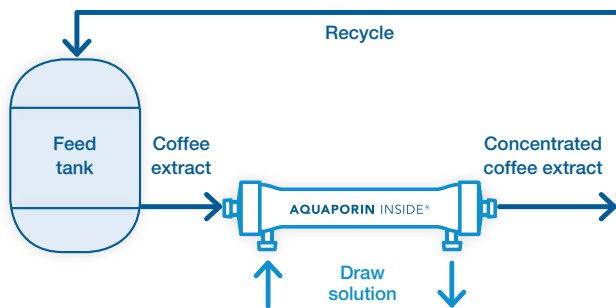 Recycle
Feed
tank
Coffee
extract
Concentrated
coffee extract
AQUAPORIN INSIDE®
Draw
solution